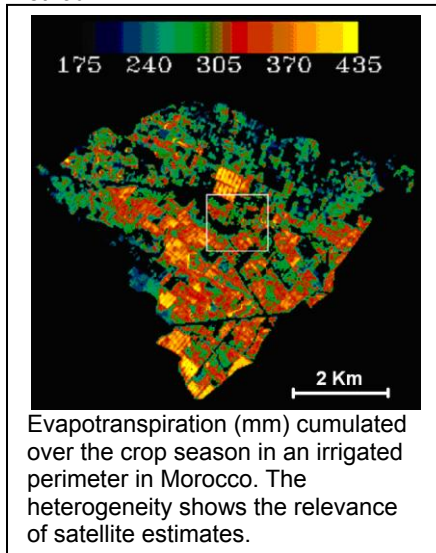 175 240 305 370 435
2 Km
Evapotranspiration (mm) cumulated
over the crop season in an irrigated
perimeter in Morocco. The
heterogeneity shows the relevance
of satellite estimates.